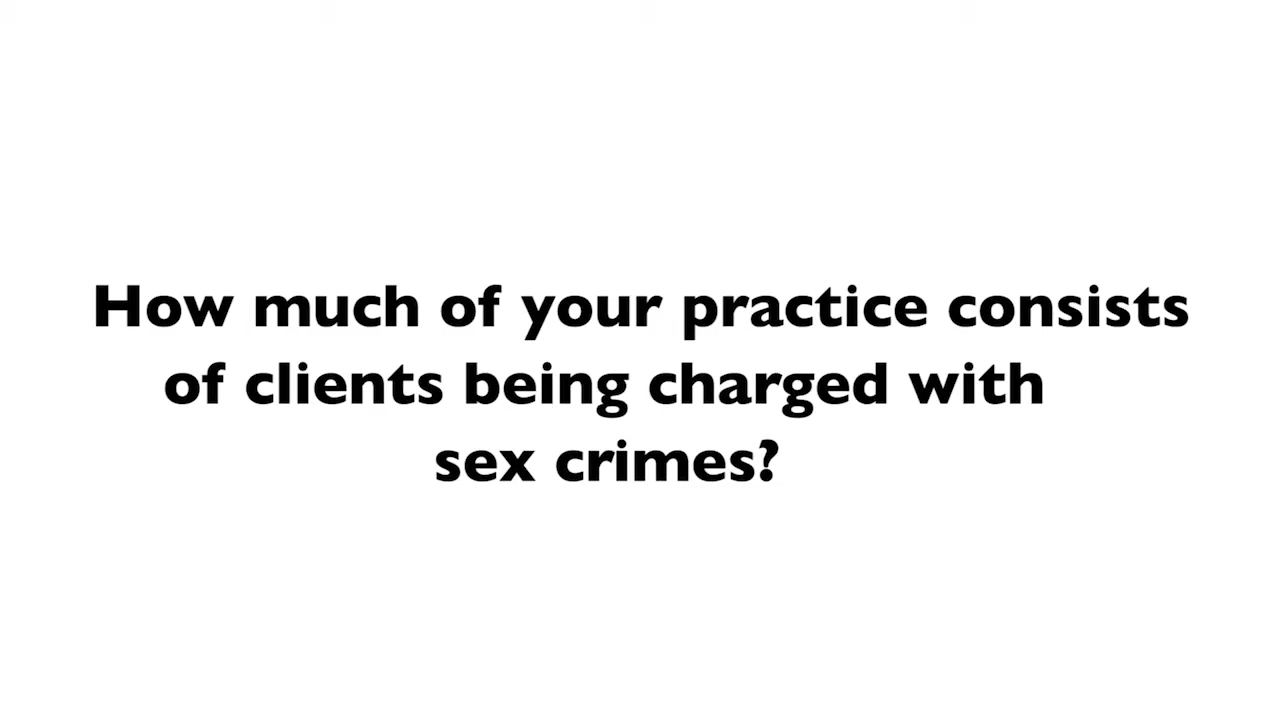 How much of your practice consists
of clients being charged with
sex crimes?